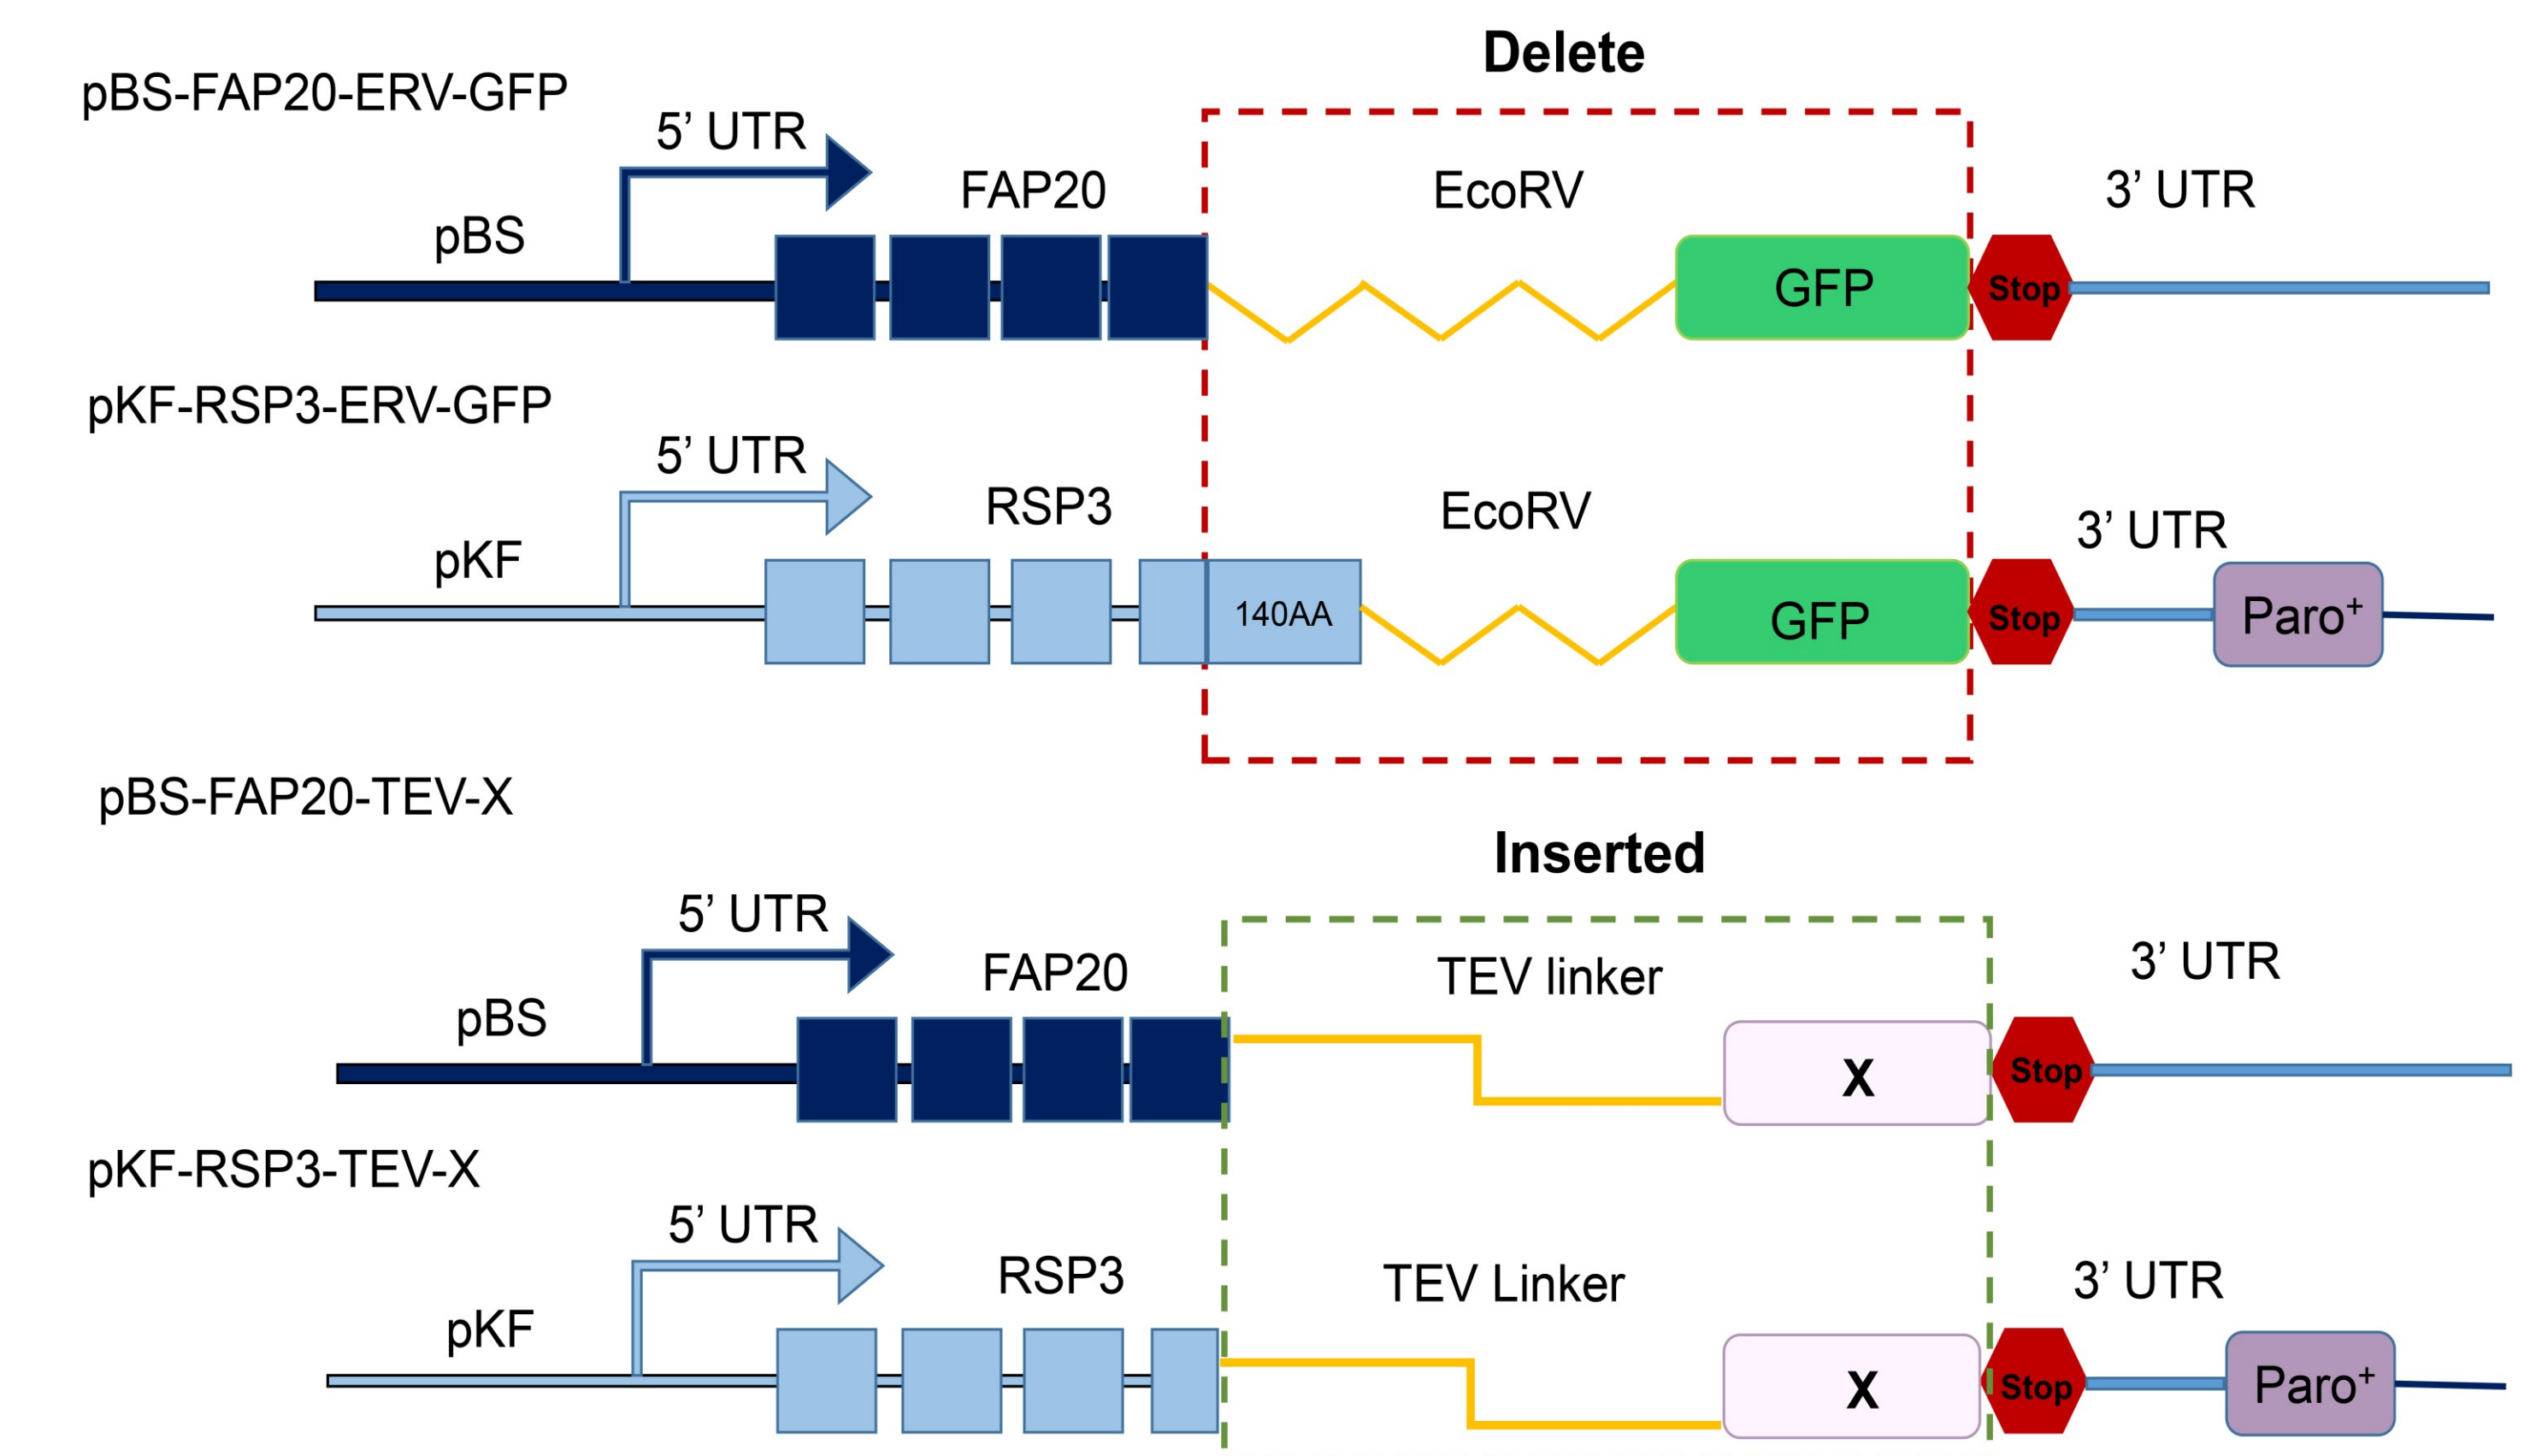 Delete
pBS-FAP20-ERV-GFP
5’ UTR
FAP20
EcoRV
3’ UTR
pBS
GFP
Stop
pKF-RSP3-ERV-GFP
5’ UTR
RSP3
EcoRV
3’ UTR
pKF
140AA
GFP
Stop
Paro+
pBS-FAP20-TEV-X
Inserted
5’ UTR
FAP20
TEV linker
3’ UTR
pBS
X
Stop
pKF-RSP3-TEV-X
5’ UTR
RSP3
TEV Linker
3’ UTR
pKF
X
Stop
Paro+